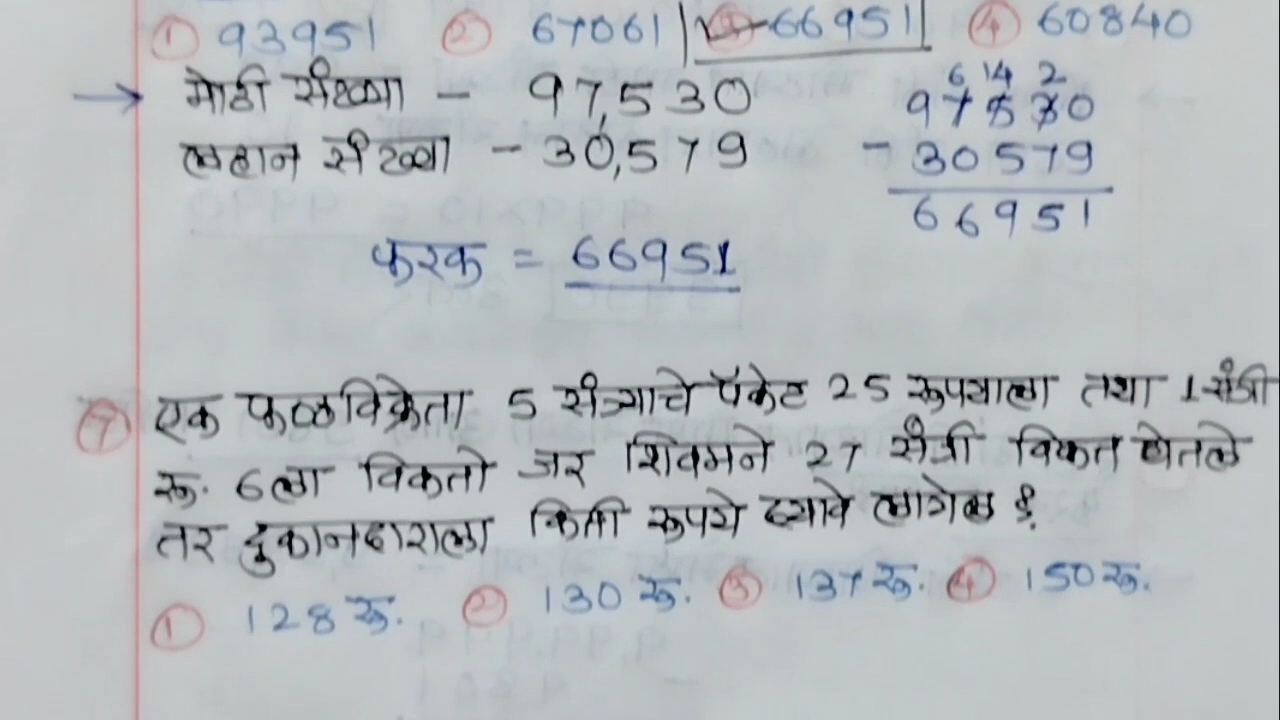 ① 93951 ② 67061 ③ 66951 ④ 60840
→ मोठी संख्या - 97,530
लहान संख्या - 30,579
6 14 2
97530
- 30579
66951
फरक = 66951
⑦ एक फळविक्रेता 5 संत्र्याचे पॅकेट 25 रुपयाला तथा 1 संत्री
रू. 6ला विकतो जर शिवमने 27 संत्री विकत घेतले
तर दुकानदाराला किती रुपये द्यावे लागेल ?
① 128 रू. ② 130 रू. ③ 137 रू. ④ 150 रू.